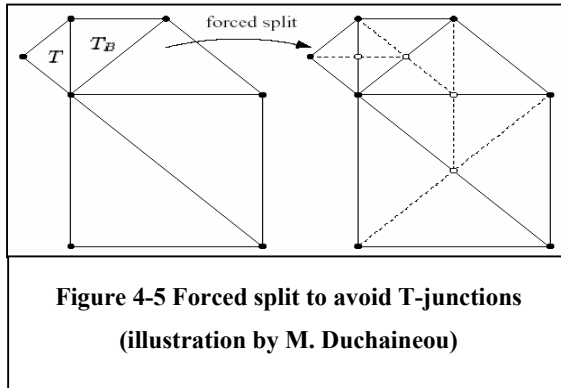 forced split
T
T_B
Figure 4-5 Forced split to avoid T-junctions
(illustration by M. Duchaineou)